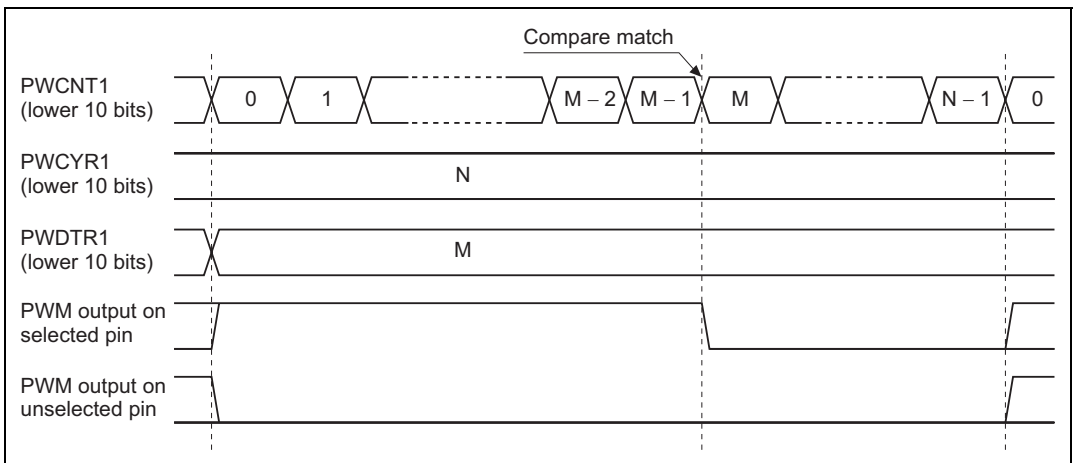 Compare match
PWCNT1
(lower 10 bits)
0 1 M – 2 M – 1 M N – 1 0
PWCYR1
(lower 10 bits)
N
PWDTR1
(lower 10 bits)
M
PWM output on
selected pin
PWM output on
unselected pin